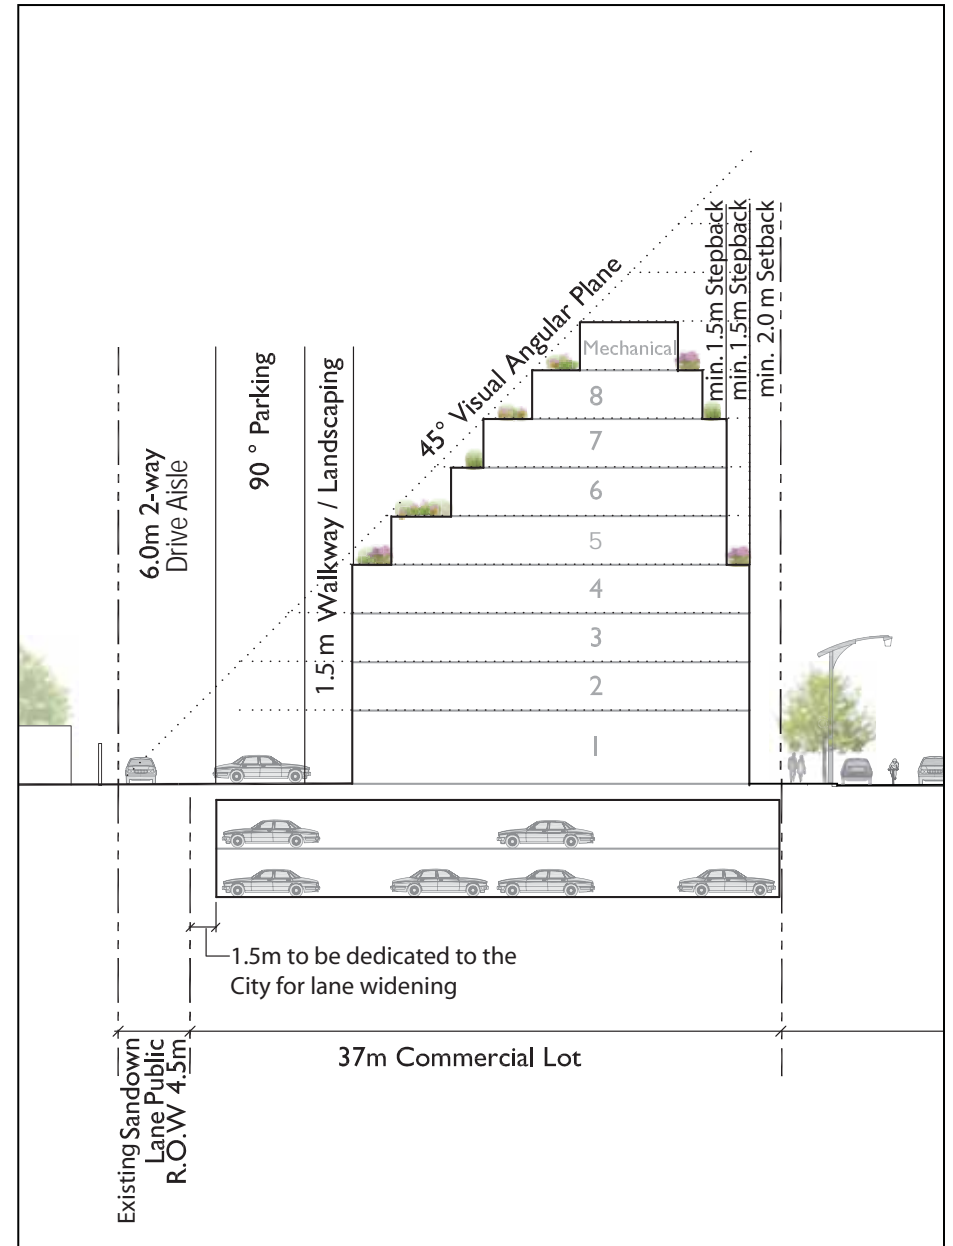 min. 1.5m Stepback
min. 1.5m Stepback
min. 2.0 m Setback
45° Visual Angular Plane
90 ° Parking
1.5 m Walkway / Landscaping
6.0m 2-way
Drive Aisle
Mechanical
8
7
6
5
4
3
2
1
1.5m to be dedicated to the
City for lane widening
37m Commercial Lot
Existing Sandown
Lane Public
R.O.W 4.5m